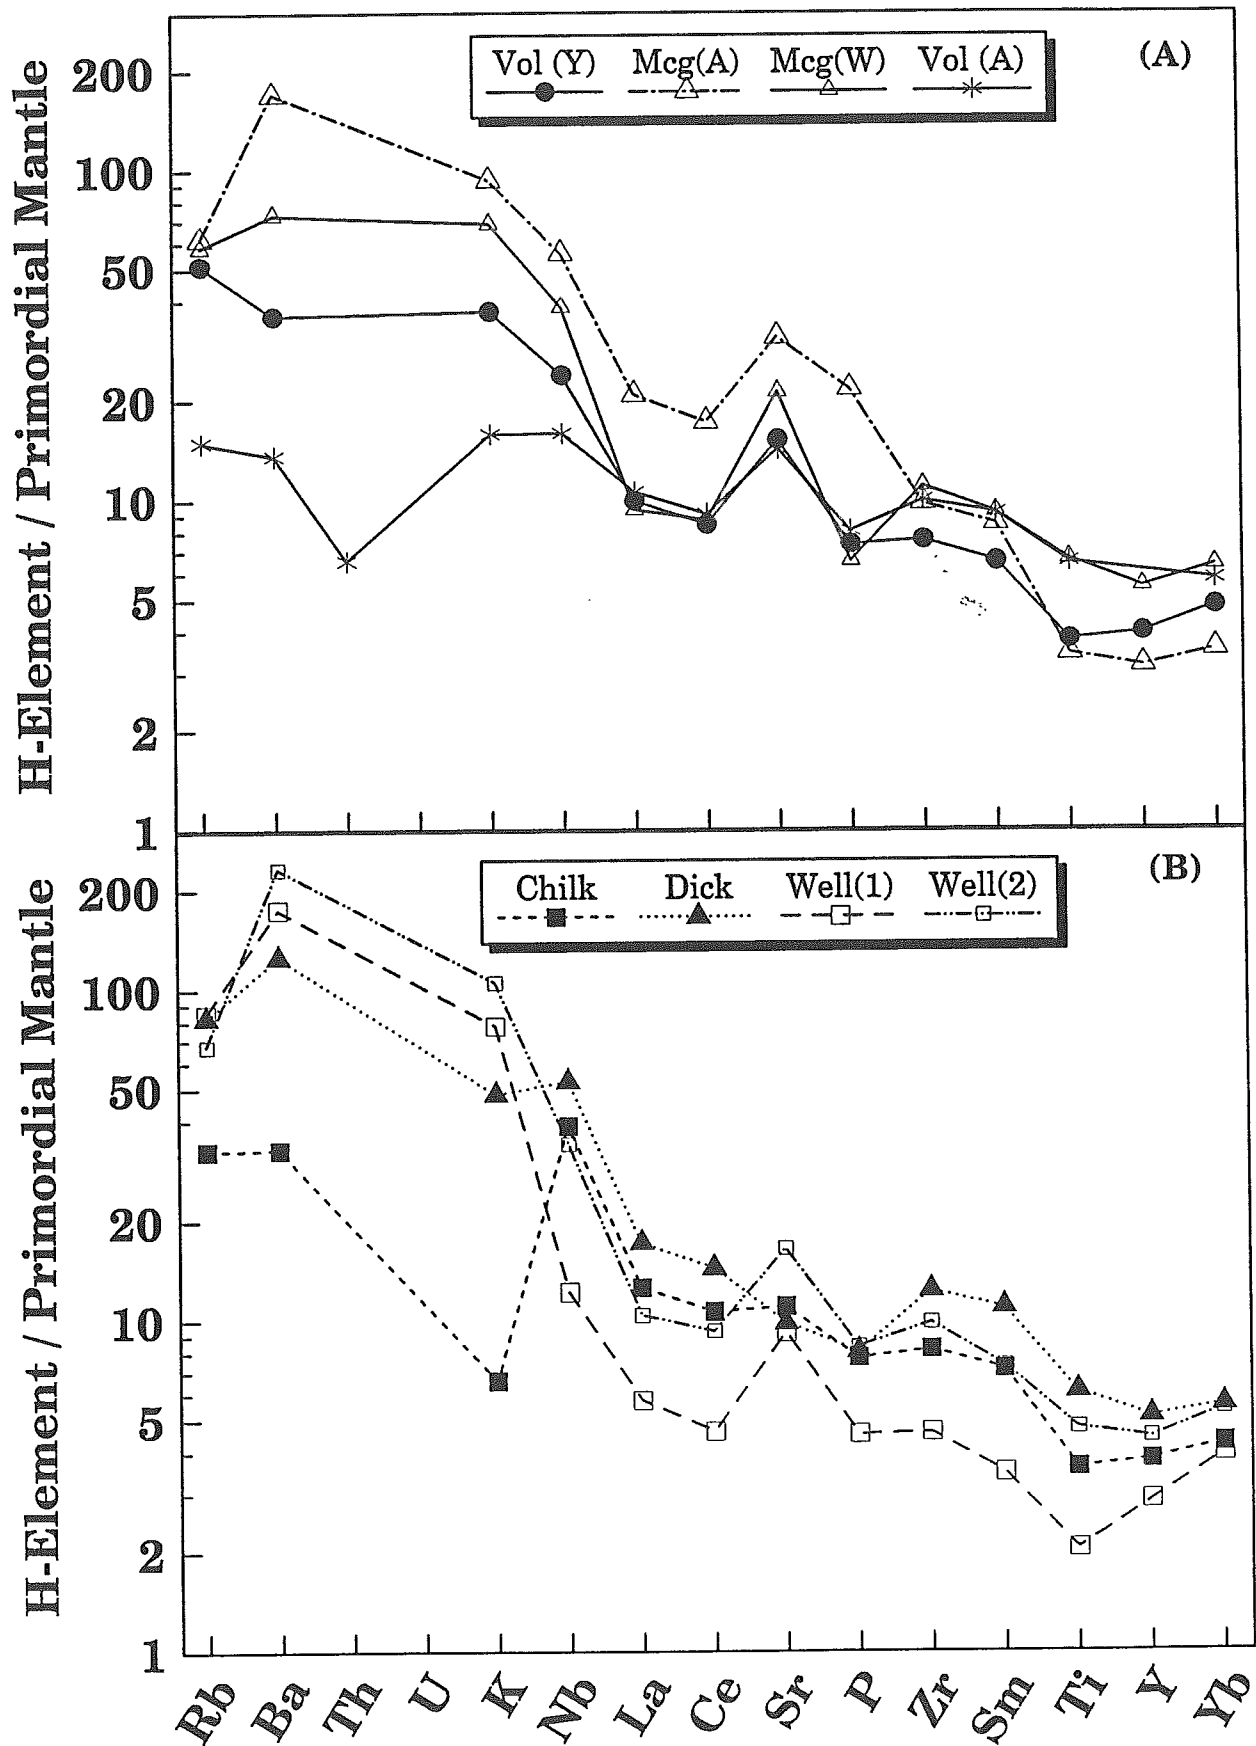 H-Element / Primordial Mantle
200
100
50
20
10
5
2
1
Vol (Y) Mcg(A) Mcg(W) Vol (A)
(A)
H-Element / Primordial Mantle
200
100
50
20
10
5
2
1
Chilk Dick Well(1) Well(2)
(B)
Rb Ba Th U K Nb La Ce Sr P Zr Sm Ti Y Yb